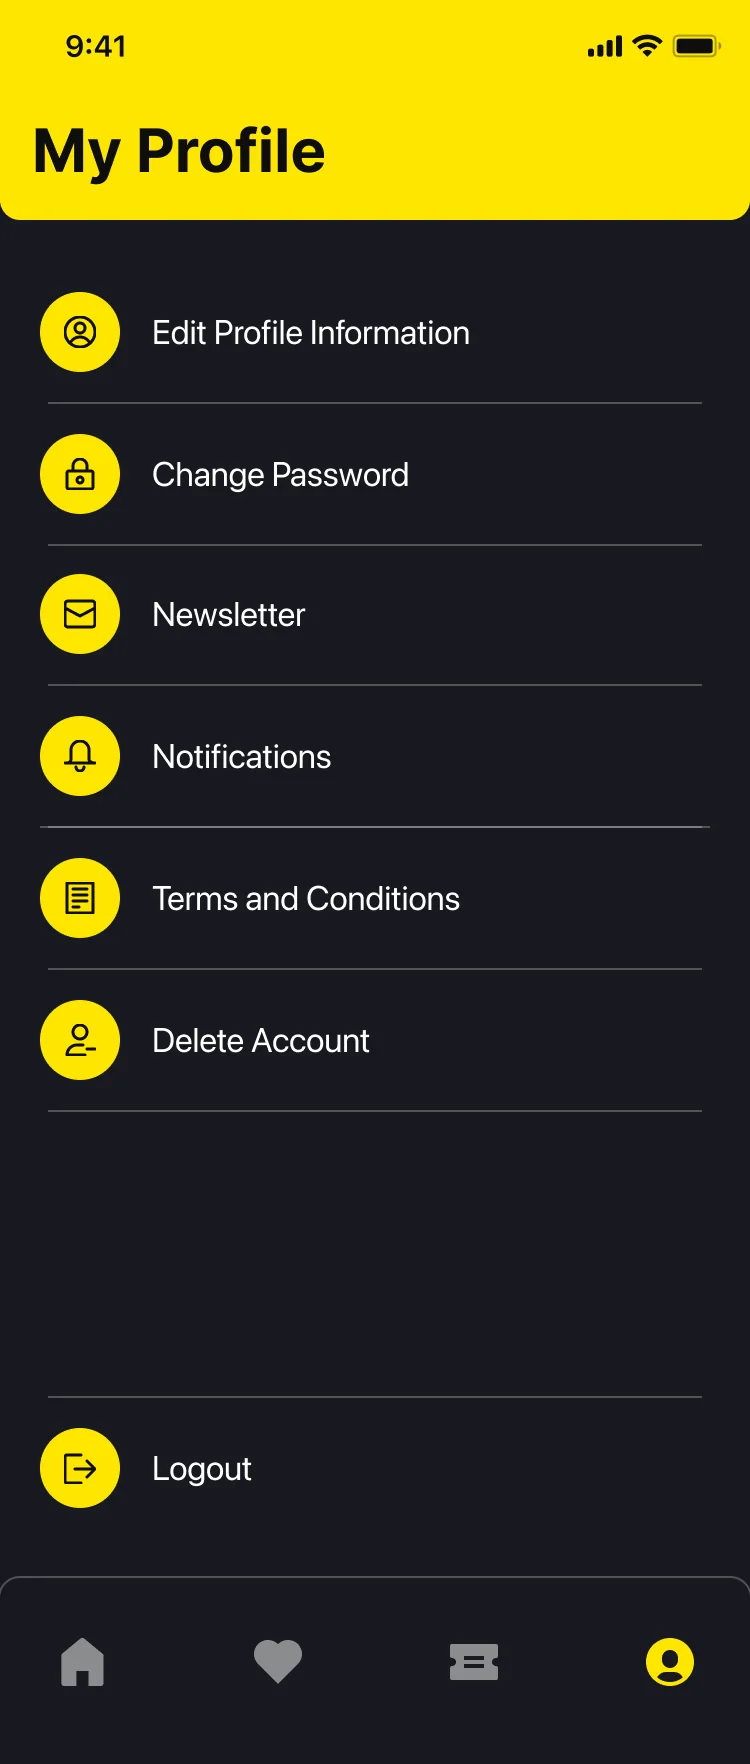 9:41
My Profile
Edit Profile Information
Change Password
Newsletter
Notifications
Terms and Conditions
Delete Account
Logout